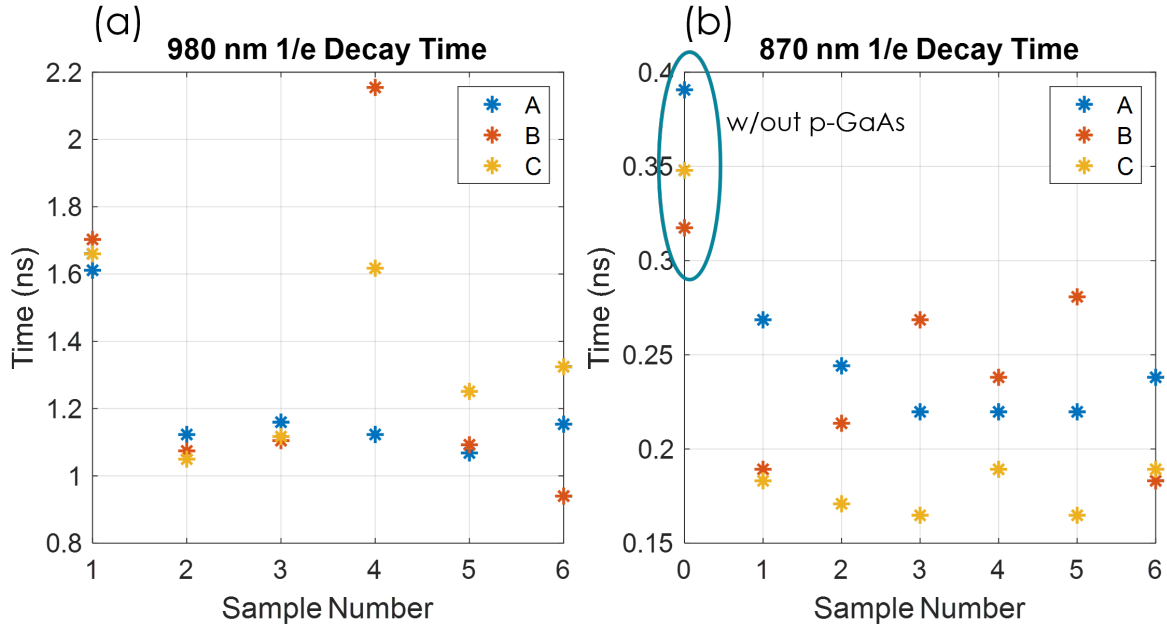 (a)
980 nm 1/e Decay Time
2.2
2
1.8
1.6
1.4
1.2
1
0.8
Time (ns)
A
B
C
1
2
3
4
5
6
Sample Number
(b)
870 nm 1/e Decay Time
0.4
0.35
0.3
0.25
0.2
0.15
Time (ns)
w/out p-GaAs
A
B
C
0
1
2
3
4
5
6
Sample Number